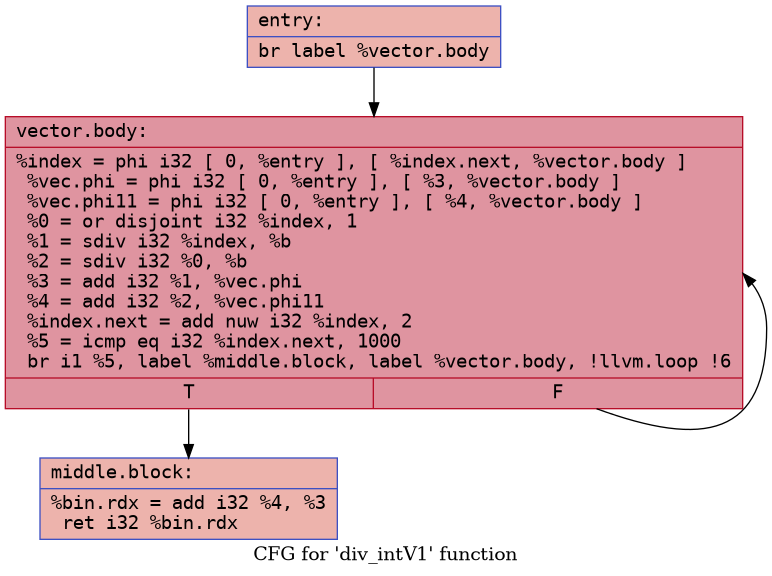 entry:
br label %vector.body
vector.body:
%index = phi i32 [ 0, %entry ], [ %index.next, %vector.body ]
%vec.phi = phi i32 [ 0, %entry ], [ %3, %vector.body ]
%vec.phi11 = phi i32 [ 0, %entry ], [ %4, %vector.body ]
%0 = or disjoint i32 %index, 1
%1 = sdiv i32 %index, %b
%2 = sdiv i32 %0, %b
%3 = add i32 %1, %vec.phi
%4 = add i32 %2, %vec.phi11
%index.next = add nuw i32 %index, 2
%5 = icmp eq i32 %index.next, 1000
br i1 %5, label %middle.block, label %vector.body, !llvm.loop !6
T F
middle.block:
%bin.rdx = add i32 %4, %3
ret i32 %bin.rdx
CFG for 'div_intV1' function